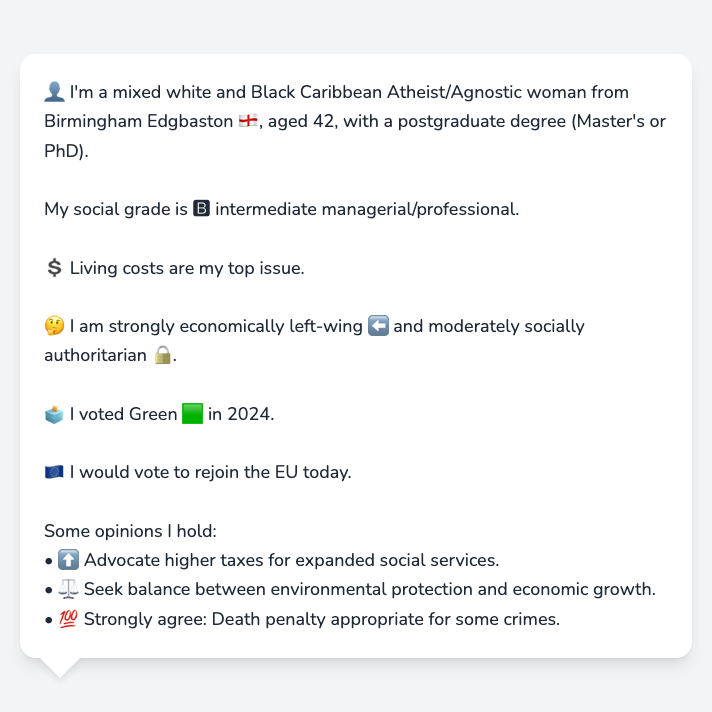 👤 I'm a mixed white and Black Caribbean Atheist/Agnostic woman from
Birmingham Edgbaston 🏴󠁧󠁢󠁥󠁮󠁧󠁿, aged 42, with a postgraduate degree (Master's or
PhD).
My social grade is 🅱 intermediate managerial/professional.
💲 Living costs are my top issue.
🤔 I am strongly economically left-wing ⬅️ and moderately socially
authoritarian 🔒.
🗳️ I voted Green 🟩 in 2024.
🇪🇺 I would vote to rejoin the EU today.
Some opinions I hold:
• ⬆️ Advocate higher taxes for expanded social services.
• ⚖️ Seek balance between environmental protection and economic growth.
• 💯 Strongly agree: Death penalty appropriate for some crimes.